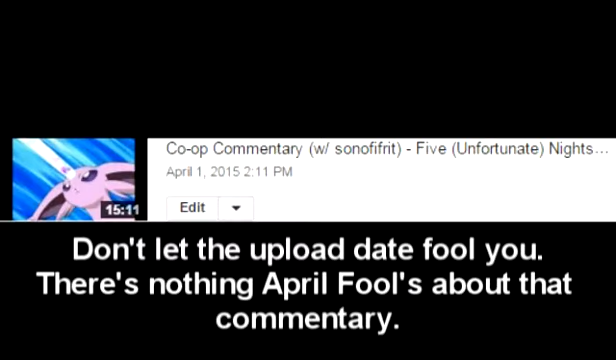 Co-op Commentary (w/ sonofifrit) - Five (Unfortunate) Nights...
April 1, 2015 2:11 PM
15:11
Edit
Don't let the upload date fool you.
There's nothing April Fool's about that
commentary.